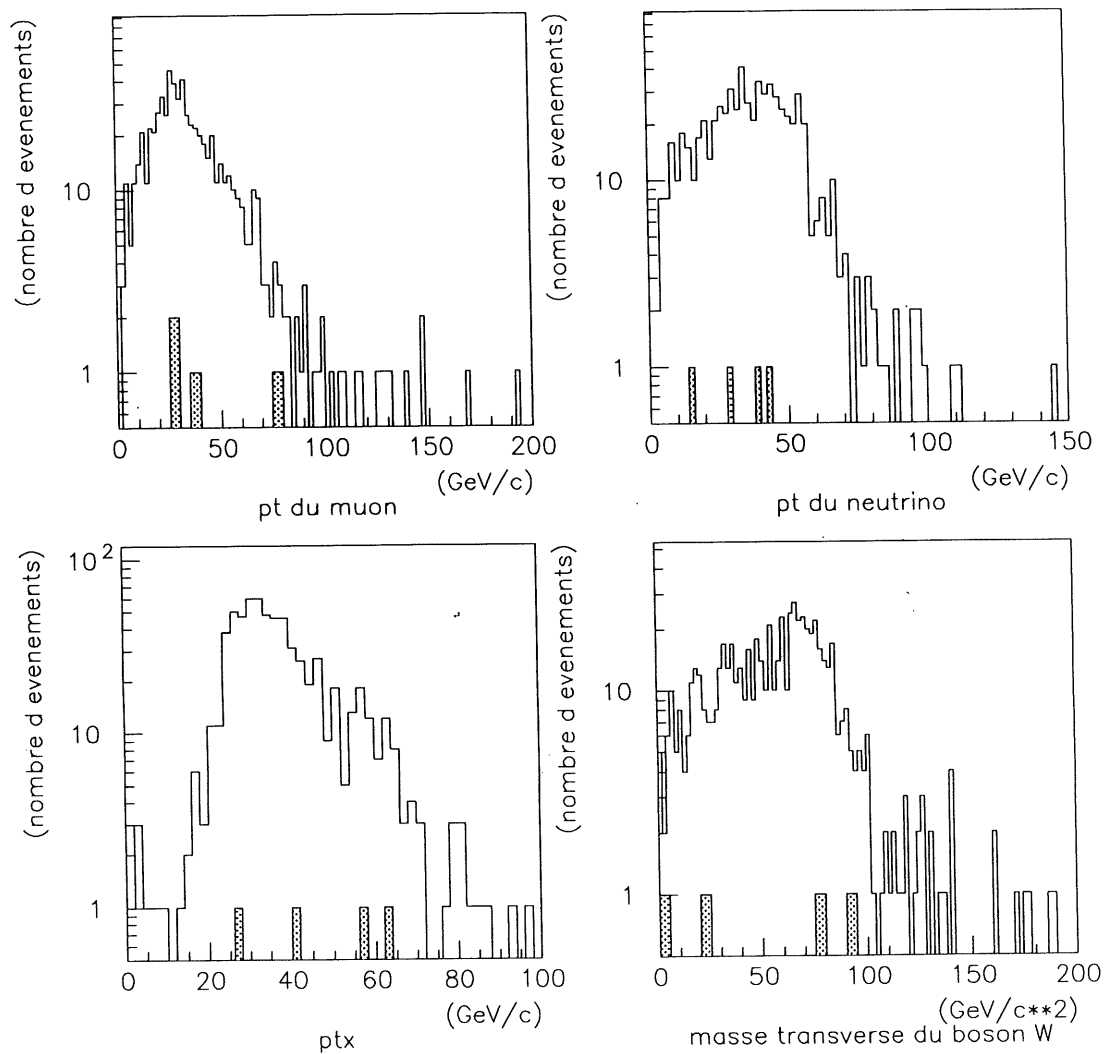 (nombre d evenements)
10
1
0 50 100 150 200
(GeV/c)
pt du muon
(nombre d evenements)
10
1
0 50 100 150
(GeV/c)
pt du neutrino
(nombre d evenements)
10²
10
1
0 20 40 60 80 100
(GeV/c)
ptx
(nombre d evenements)
10
1
0 50 100 150 200
(GeV/c**2)
masse transverse du boson W